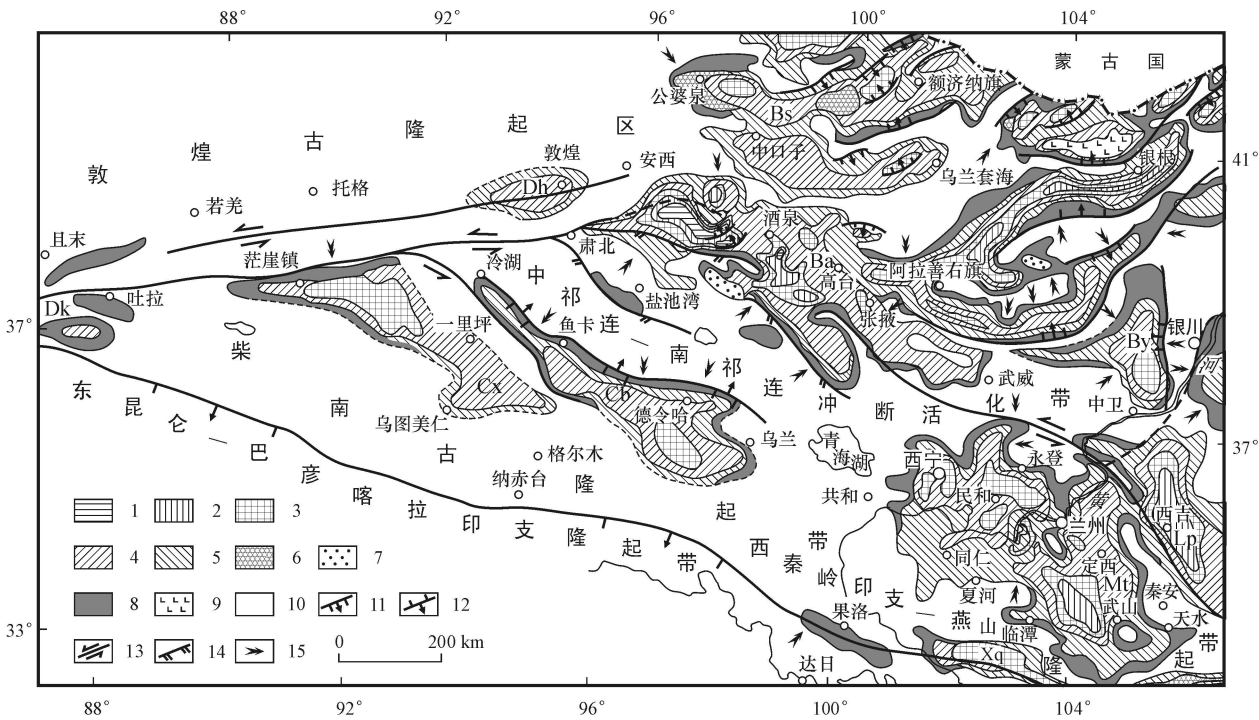 88°
92°
96°
100°
104°
蒙古国
公婆泉
额济纳旗
Bs
敦煌古隆起区
敦煌
安西
中口子
银根
41°
乌兰套海
Dh
托格
若羌
酒泉
且末
肃北
茫崖镇
冷湖
Ba
阿拉善右旗
高台
盐池湾
吐拉
Dk
张掖
37°
一里坪
鱼卡
银川
By
河
中祁连
南祁连冲断活化带
武威
中卫
Cx
Cb
德令哈
乌图美仁
乌兰
柴南古隆起
东昆仑—巴彦喀拉印支隆起带
格尔木
纳赤台
青海湖
共和
西宁
永登
民和
黄
兰州
西吉
Lp
同仁
定西
Mt
秦安
夏河
武山
天水
西秦岭印支—燕山隆起带
临潭
果洛
Xq
达日
37°
33°
1
2
3
4
5
6
7
8
9
10
11
12
13
14
15
0 200 km
88°
92°
96°
100°
104°